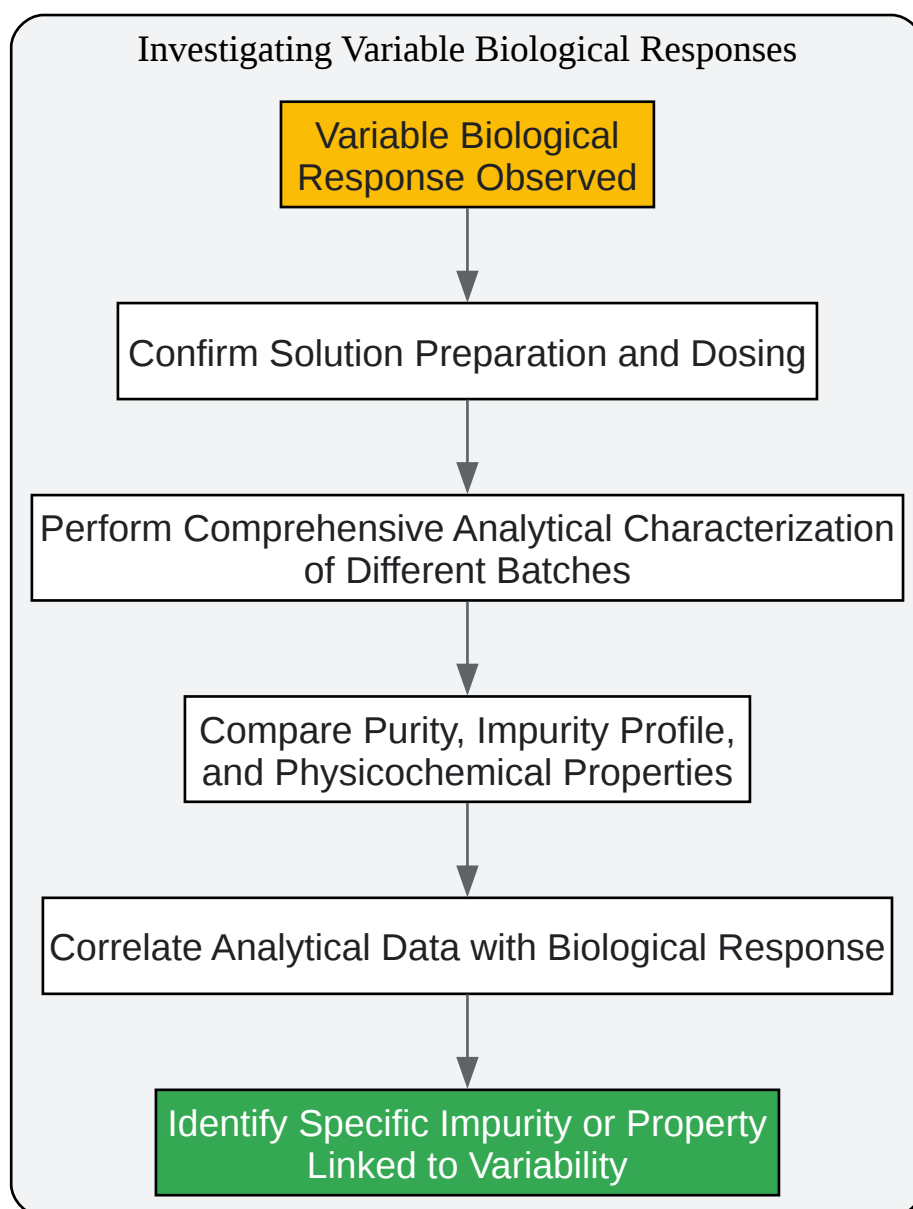 Investigating Variable Biological Responses
Variable Biological
Response Observed
Confirm Solution Preparation and Dosing
Perform Comprehensive Analytical Characterization
of Different Batches
Compare Purity, Impurity Profile,
and Physicochemical Properties
Correlate Analytical Data with Biological Response
Identify Specific Impurity or Property
Linked to Variability